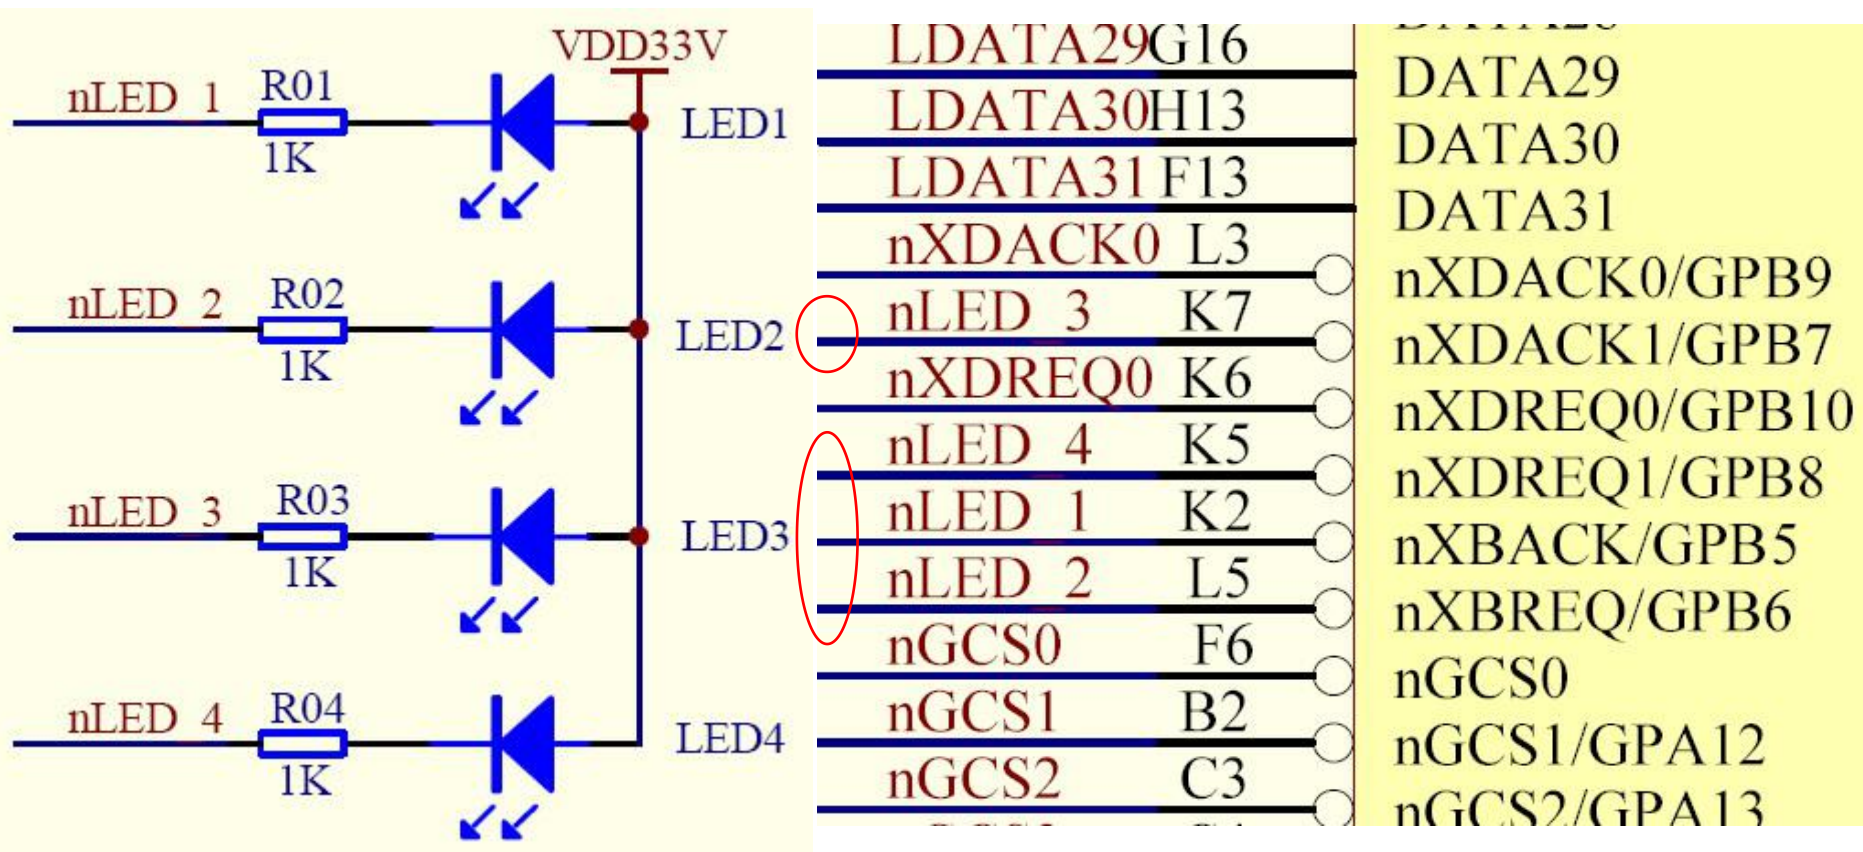 VDD33V
nLED_1 R01
1K
LED1
nLED_2 R02
1K
LED2
nLED_3 R03
1K
LED3
nLED_4 R04
1K
LED4
LDATA29 G16 DATA29
LDATA30 H13 DATA30
LDATA31 F13 DATA31
nXDACK0 L3 nXDACK0/GPB9
nLED_3 K7 nXDACK1/GPB7
nXDREQ0 K6 nXDREQ0/GPB10
nLED_4 K5 nXDREQ1/GPB8
nLED_1 K2 nXBACK/GPB5
nLED_2 L5 nXBREQ/GPB6
nGCS0 F6 nGCS0
nGCS1 B2 nGCS1/GPA12
nGCS2 C3 nGCS2/GPA13